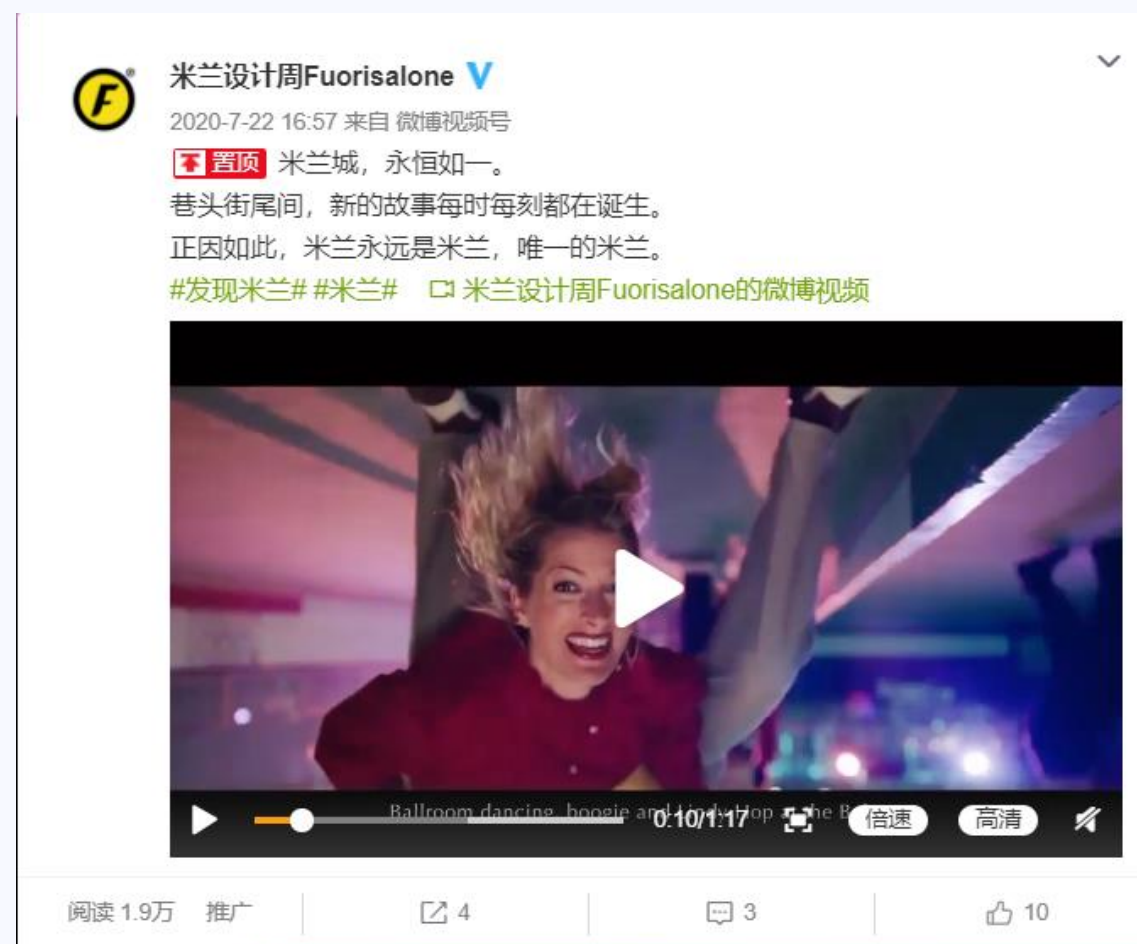 F
®
米兰设计周Fuorisalone V
2020-7-22 16:57 来自 微博视频号
置顶 米兰城，永恒如一。
巷头街尾间，新的故事每时每刻都在诞生。
正因如此，米兰永远是米兰，唯一的米兰。
#发现米兰# #米兰# 米兰设计周Fuorisalone的微博视频
Ballroom dancing, boogie and Lindy Hop at the
0:10/1:17
倍速
高清
阅读 1.9万 推广 4 3 10